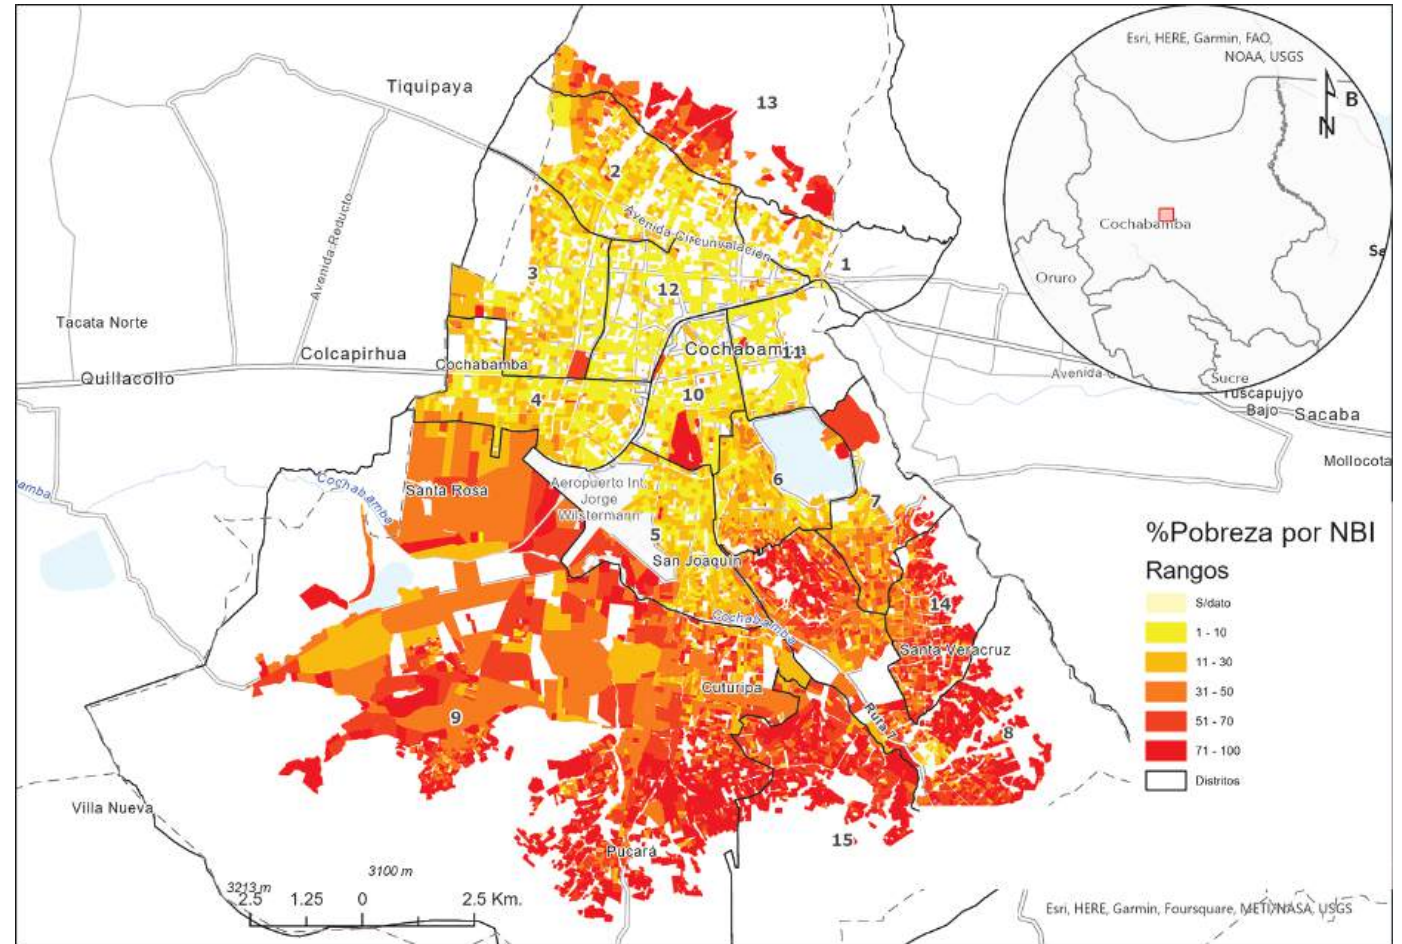 Esri, HERE, Garmin, FAO,
NOAA, USGS
B
N
Cochabamba
Oruro
Sucre
Tiquipaya
13
2
Avenida Reducto
Avenida Circunvalación
1
3
12
Tacata Norte
Colcapirhua
Cochabamba
Cochabamba
11
Quillacollo
4
10
Tuscapujyo
Bajo
Sacaba
Mollocota
6
7
Santa Rosa
Cochabamba
Aeropuerto Int.
Jorge
Wilstermann
5
San Joaquín
Cochabamba
14
Santa Veracruz
Cuturipa
Ruta 7
9
8
Villa Nueva
15
Pucará
%Pobreza por NBI
Rangos
S/dato
1 - 10
11 - 30
31 - 50
51 - 70
71 - 100
Distritos
3213 m
3100 m
2.5 1.25 0 2.5 Km.
Esri, HERE, Garmin, Foursquare, METI/NASA, USGS